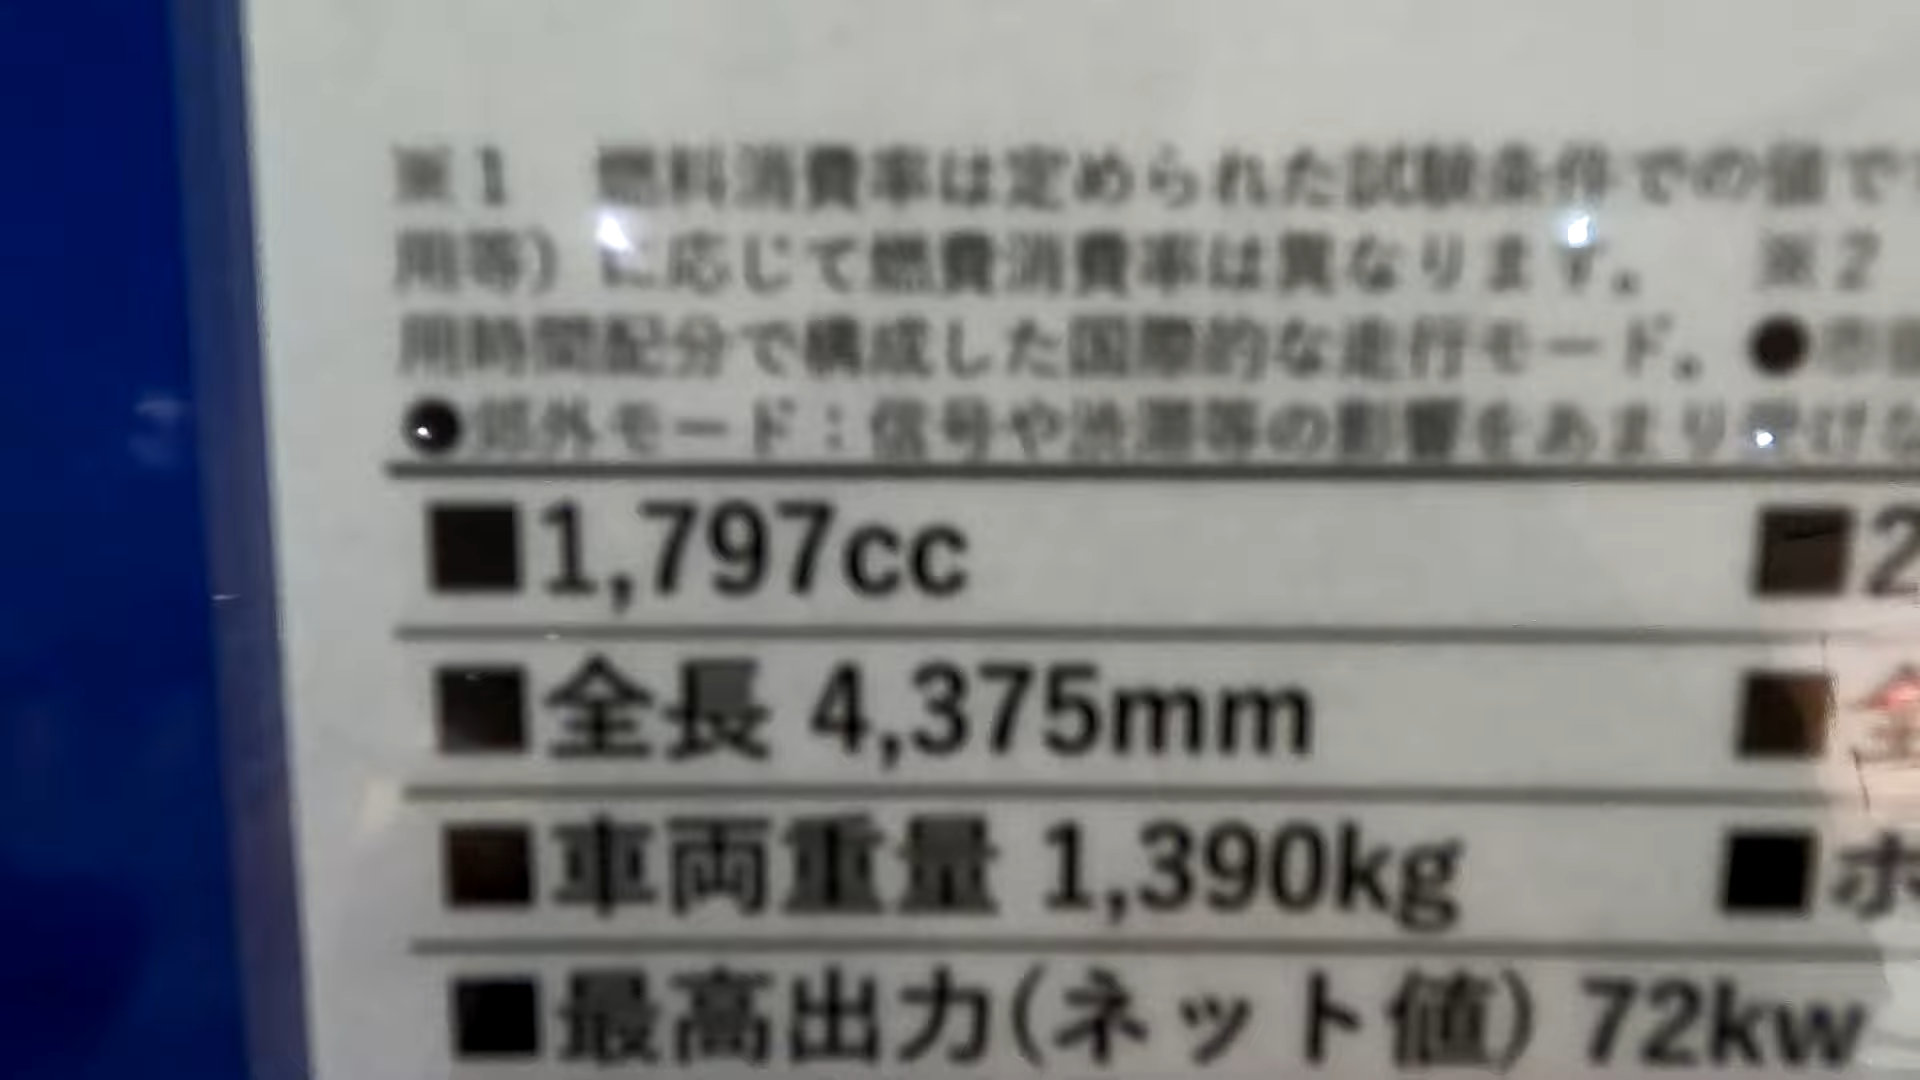 ※1 燃料消費率は定められた試験条件での値で
用等）に応じて燃費消費率は異なります。 ※2
用時間配分で構成した国際的な走行モード。 ●市街
●郊外モード：信号や渋滞等の影響をあまり受けな
■1,797cc ■2
■全長 4,375mm ■全
■車両重量 1,390kg ■ホ
■最高出力(ネット値) 72kw